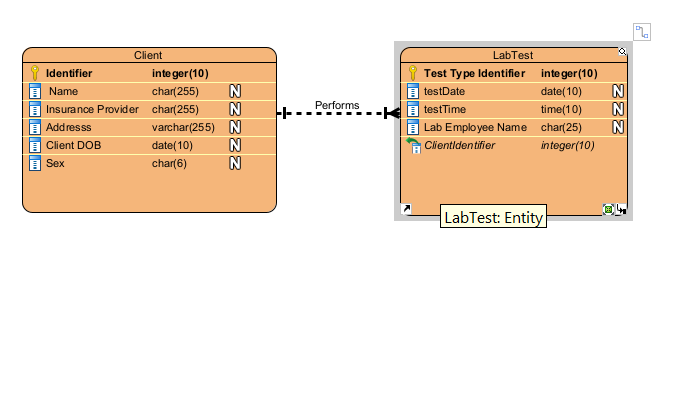 Client
Identifier integer(10)
Name char(255) N
Insurance Provider char(255) N
Addresss varchar(255) N
Client DOB date(10) N
Sex char(6) N
Performs
LabTest
Test Type Identifier integer(10)
testDate date(10) N
testTime time(10) N
Lab Employee Name char(25) N
ClientIdentifier integer(10)
LabTest: Entity